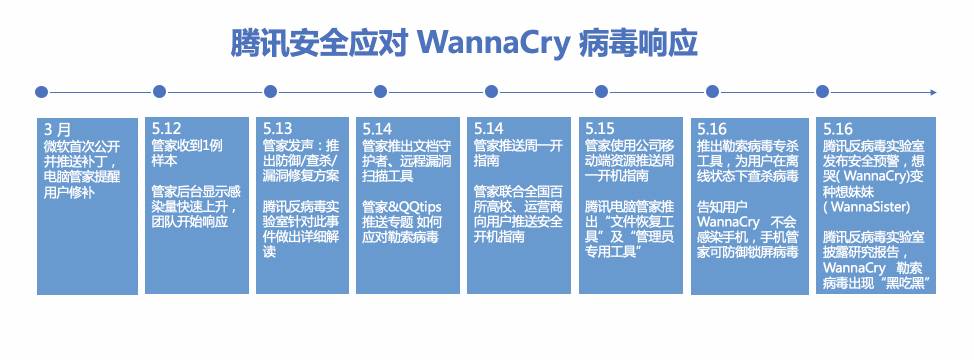 腾讯安全应对 WannaCry 病毒响应
3 月
微软首次公开
并推送补丁，
电脑管家提醒
用户修补
5.12
管家收到1例
样本
管家后台显示感
染量快速上升，
团队开始响应
5.13
管家发声：推
出防御/查杀/
漏洞修复方案
腾讯反病毒实
验室针对此事
件做出详细解
读
5.14
管家推出文档守
护者、远程漏洞
扫描工具
管家&QQtips
推送专题 如何
应对勒索病毒
5.14
管家推送周一开
指南
管家联合全国百
所高校、运营商
向用户推送安全
开机指南
5.15
管家使用公司移
动端资源推送周
一开机指南
腾讯电脑管家推
出“文件恢复工
具”及“管理员
专用工具”
5.16
推出勒索病毒专杀
工具，为用户在离
线状态下查杀病毒
告知用户
WannaCry 不会
感染手机，手机管
家可防御锁屏病毒
5.16
腾讯反病毒实验室
发布安全预警，想
哭( WannaCry)变
种想妹妹
( WannaSister)
腾讯反病毒实验室
披露研究报告，
WannaCry 勒索
病毒出现“黑吃黑”